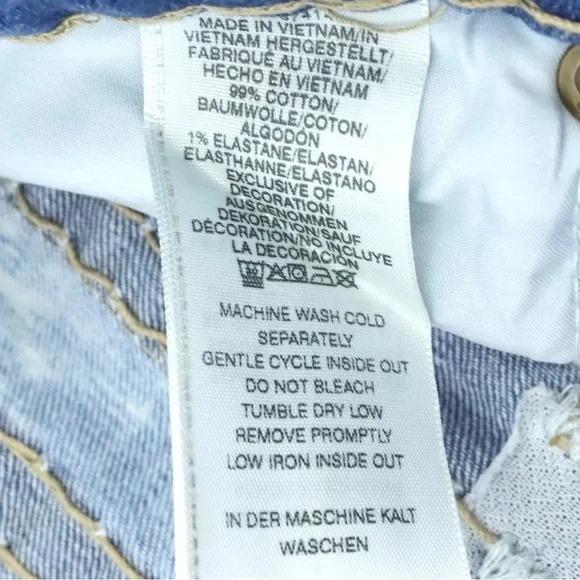 MADE IN VIETNAM/IN
VIETNAM HERGESTELLT/
FABRIQUÉ AU VIETNAM/
HECHO EN VIETNAM
99% COTTON/
BAUMWOLLE/COTON/
ALGODÓN
1% ELASTANE/ELASTAN/
ELASTHANNE/ELASTANO
EXCLUSIVE OF
DECORATION/
AUSGENOMMEN
DEKORATION/SAUF
DÉCORATION/NO INCLUYE
LA DECORACIÓN
MACHINE WASH COLD
SEPARATELY
GENTLE CYCLE INSIDE OUT
DO NOT BLEACH
TUMBLE DRY LOW
REMOVE PROMPTLY
LOW IRON INSIDE OUT
IN DER MASCHINE KALT
WASCHEN